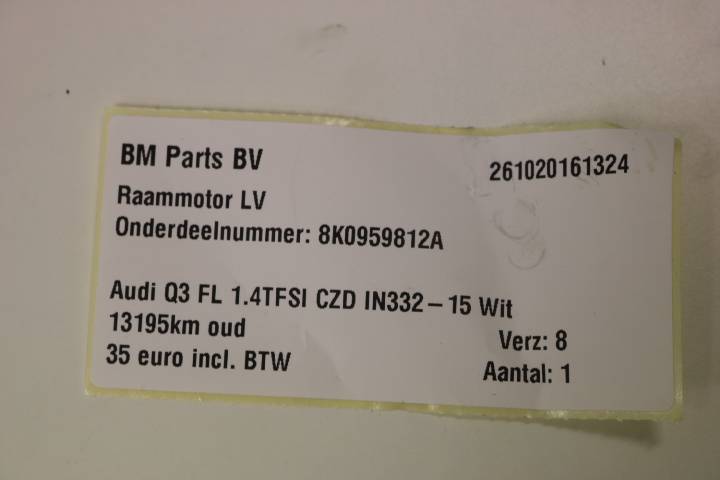 BM Parts BV
261020161324
Raammotor LV
Onderdeelnummer: 8K0959812A
Audi Q3 FL 1.4TFSI CZD IN332-15 Wit
13195km oud
Verz: 8
35 euro incl. BTW
Aantal: 1